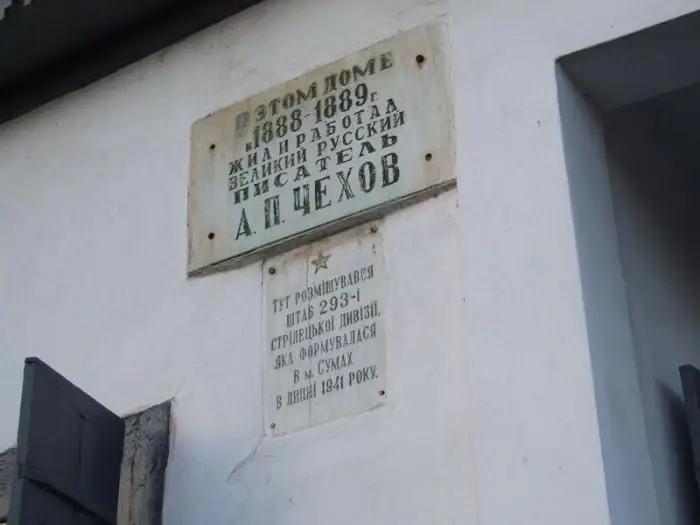 В ЭТОМ ДОМЕ
в 1888-1889 г
ЖИЛ И РАБОТАЛ
ВЕЛИКИЙ РУССКИЙ
ПИСАТЕЛЬ
А. П. ЧЕХОВ
ТУТ РОЗМІЩУВАВСЯ
ШТАБ 293-ї
СТРІЛЕЦЬКОЇ ДИВІЗІЇ,
ЯКА ФОРМУВАЛАСЯ
В м. СУМАХ
В ЛИПНІ 1941 РОКУ.